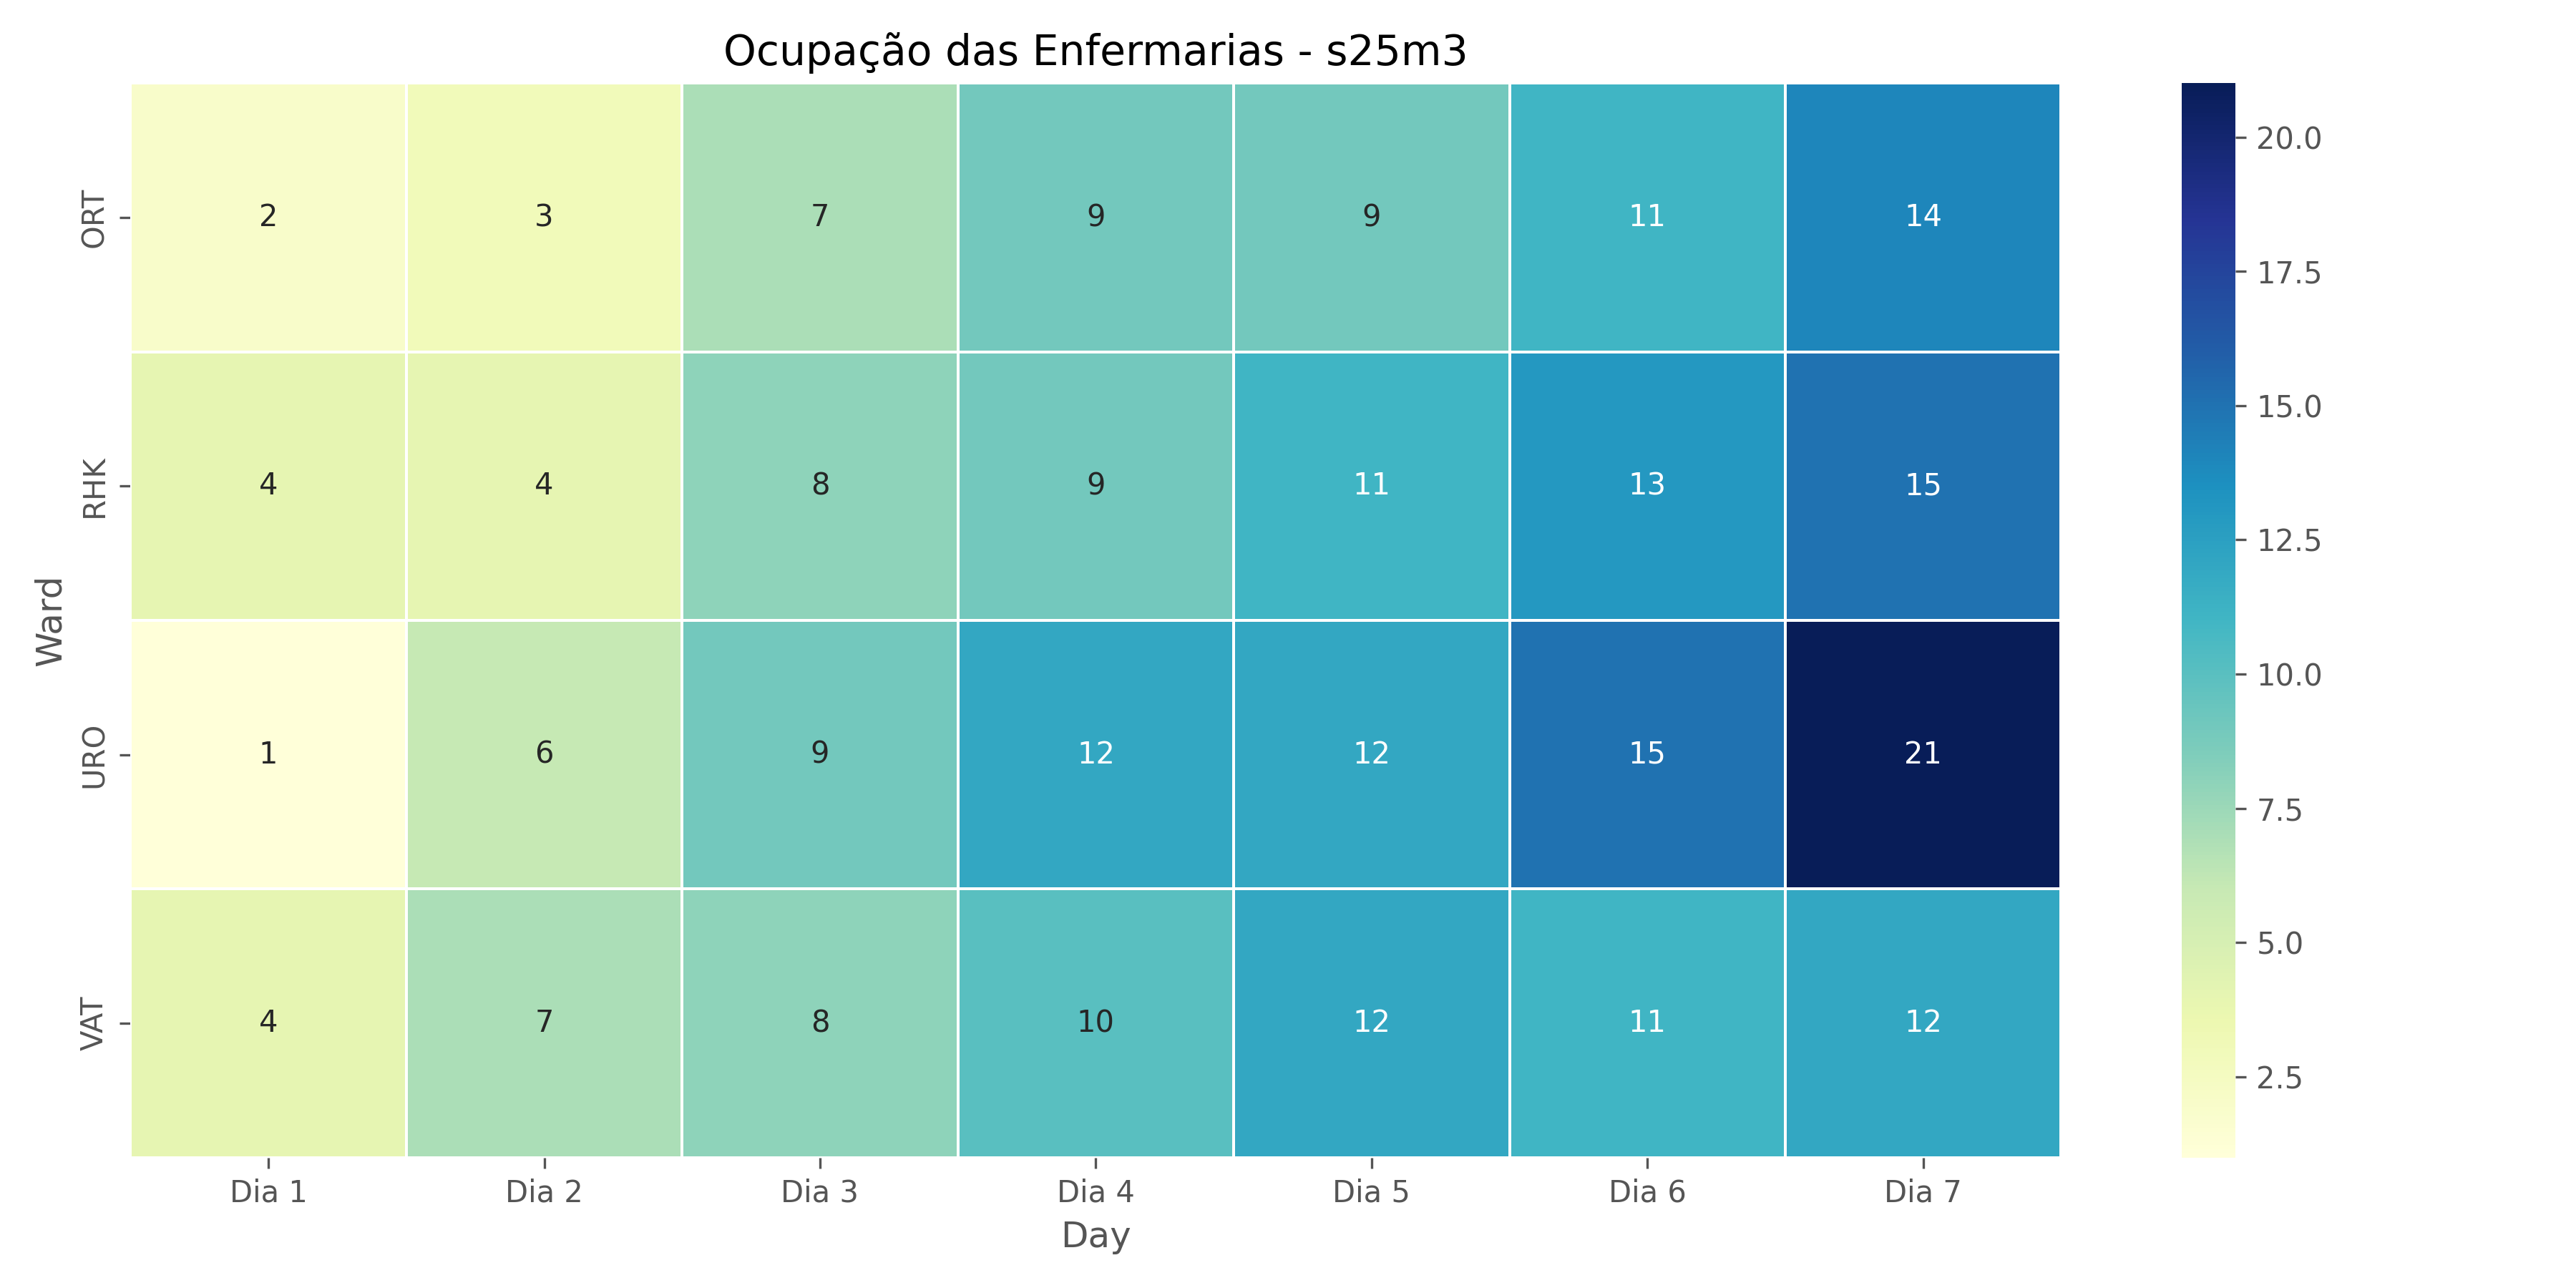 Ocupação das Enfermarias - s25m3
Ward
ORT 2 3 7 9 9 11 14
RHK 4 4 8 9 11 13 15
URO 1 6 9 12 12 15 21
VAT 4 7 8 10 12 11 12
Dia 1 Dia 2 Dia 3 Dia 4 Dia 5 Dia 6 Dia 7
Day
20.0
17.5
15.0
12.5
10.0
7.5
5.0
2.5